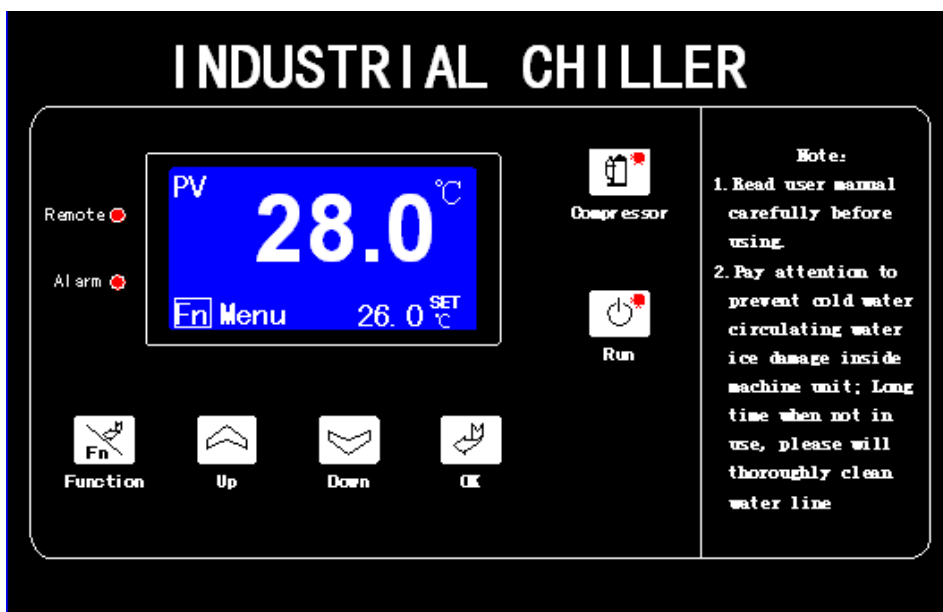 INDUSTRIAL CHILLER
Remote
Alarm
PV
28.0
℃
Fn Menu
26.0 SET ℃
Compressor
Run
Fn
M
Function
Up
Down
M
OK
Note:
1. Read user manual
carefully before
using.
2. Pay attention to
prevent cold water
circulating water
ice damage inside
machine unit; Long
time when not in
use, please will
thoroughly clean
water line